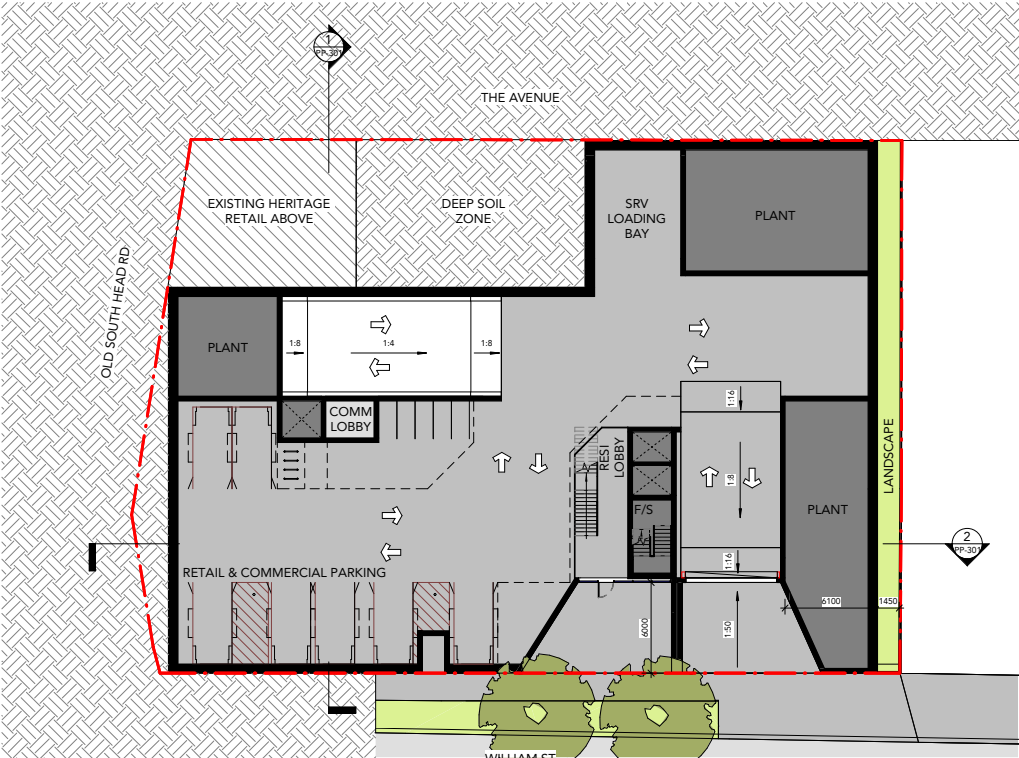 1
PP-301
THE AVENUE
EXISTING HERITAGE
RETAIL ABOVE
DEEP SOIL
ZONE
SRV
LOADING
BAY
PLANT
OLD SOUTH HEAD RD
PLANT
1:8
1:4
1:8
COMM
LOBBY
1:16
RESI
LOBBY
1:8
LANDSCAPE
F/S
PLANT
2
PP-301
1:16
RETAIL & COMMERCIAL PARKING
6000
1:50
6100
1450
WILLIAM ST